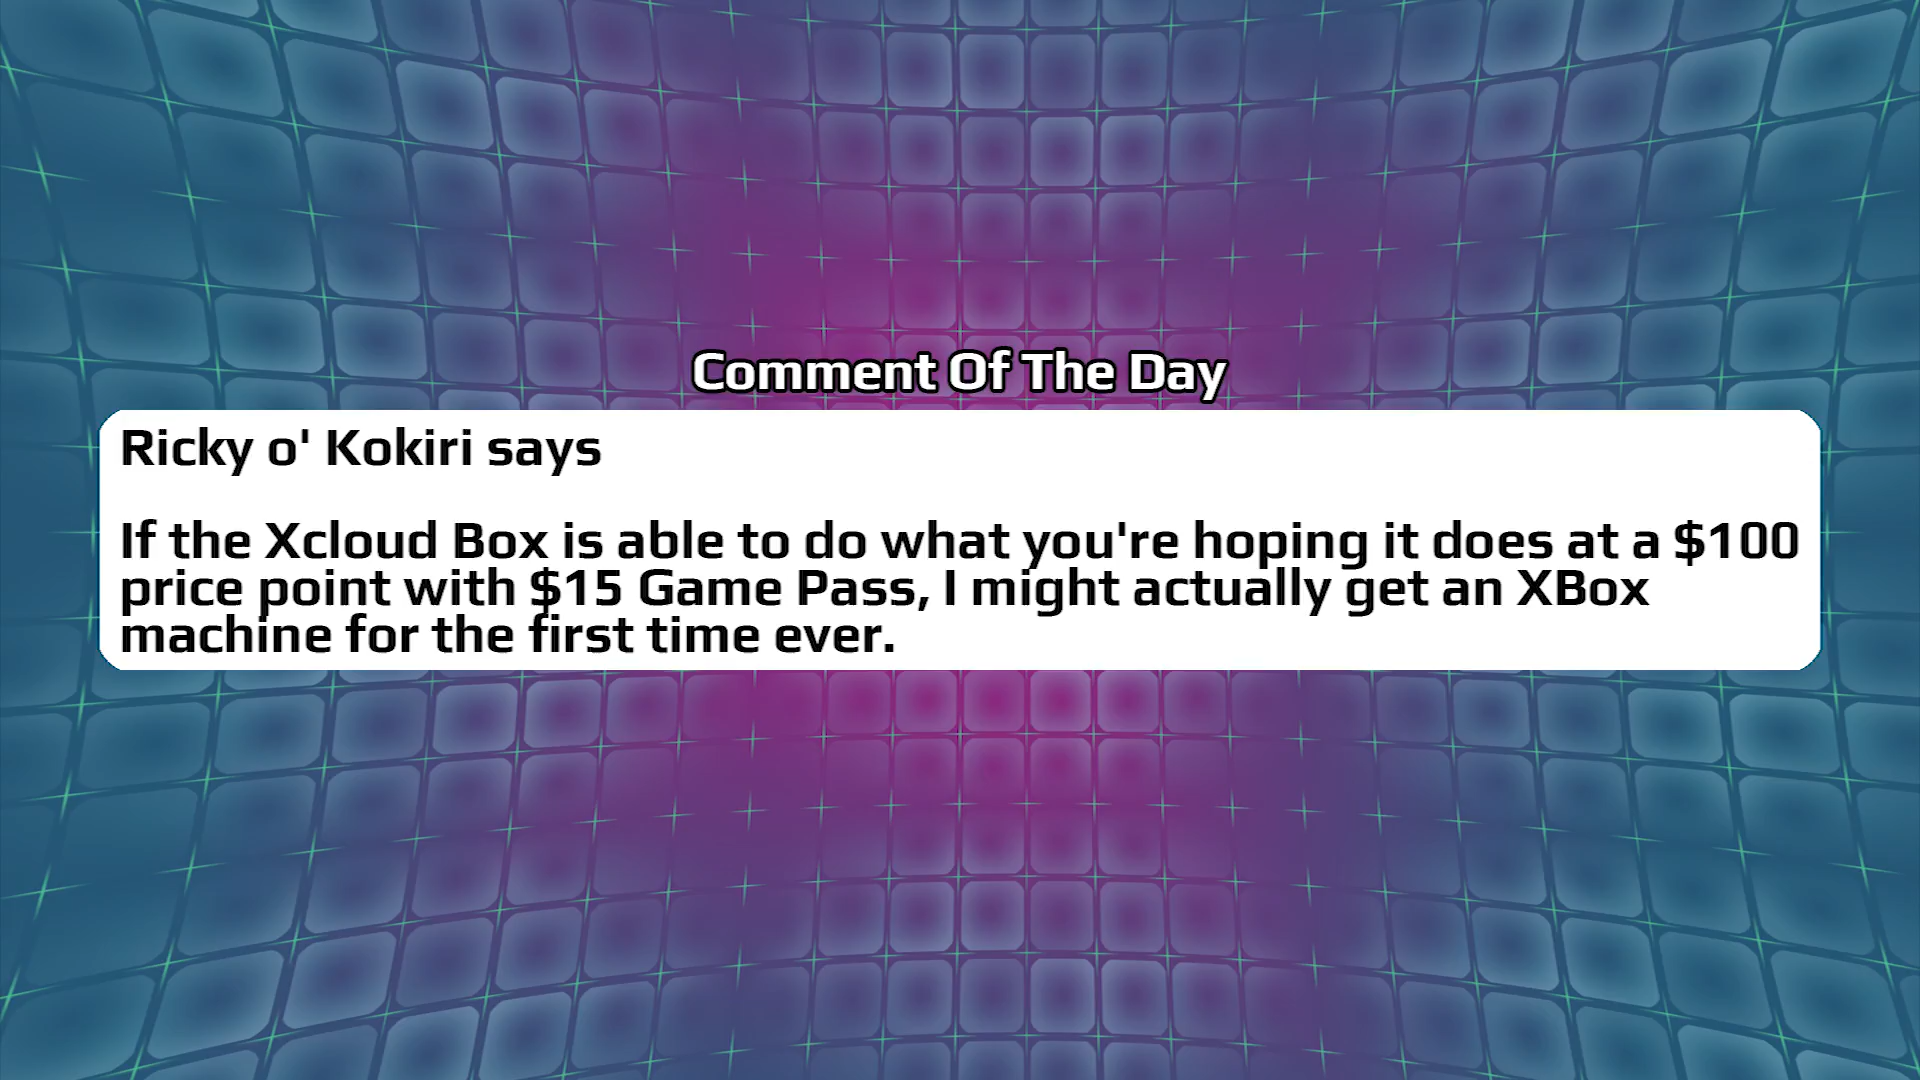 Comment Of The Day
Ricky o' Kokiri says
If the Xcloud Box is able to do what you're hoping it does at a $100
price point with $15 Game Pass, I might actually get an XBox
machine for the first time ever.